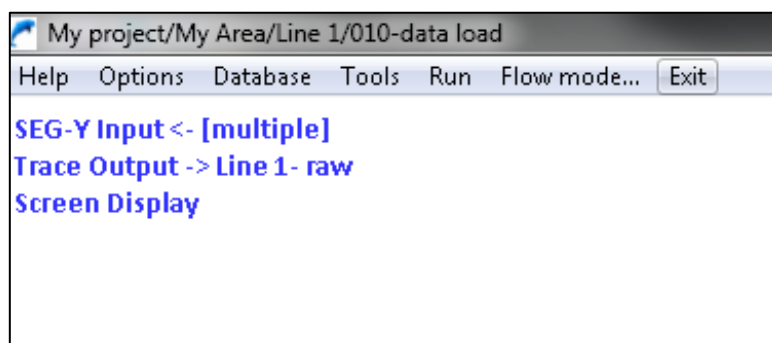 My project/My Area/Line 1/010-data load
Help Options Database Tools Run Flow mode... Exit
SEG-Y Input <- [multiple]
Trace Output -> Line 1- raw
Screen Display